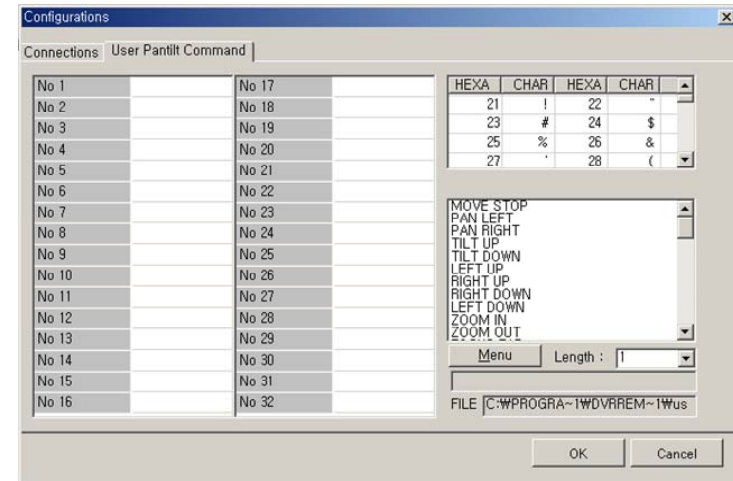 Configurations
Connections User Pantilt Command
No 1 No 17
No 2 No 18
No 3 No 19
No 4 No 20
No 5 No 21
No 6 No 22
No 7 No 23
No 8 No 24
No 9 No 25
No 10 No 26
No 11 No 27
No 12 No 28
No 13 No 29
No 14 No 30
No 15 No 31
No 16 No 32
HEXA CHAR HEXA CHAR
21 ! 22 "
23 # 24 $
25 % 26 &
27 ' 28 (
MOVE STOP
PAN LEFT
PAN RIGHT
TILT UP
TILT DOWN
LEFT UP
RIGHT UP
RIGHT DOWN
LEFT DOWN
ZOOM IN
ZOOM OUT
Menu Length : 1
FILE C:₩PROGRA~1₩DVRREM~1₩us
OK Cancel